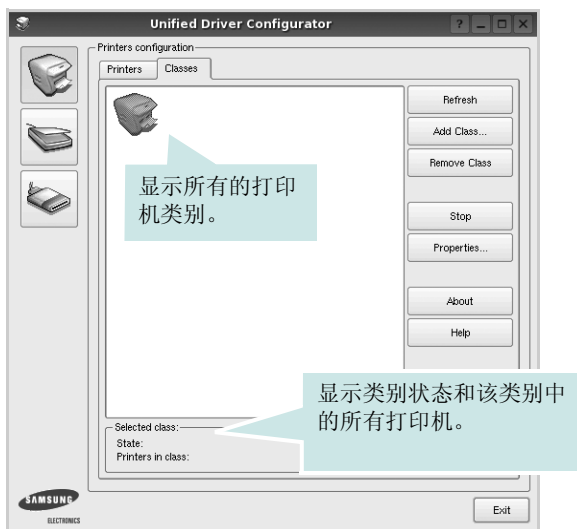 Unified Driver Configurator
Printers configuration
Printers
Classes
Refresh
Add Class...
Remove Class
Stop
Properties...
About
Help
显示所有的打印
机类别。
显示类别状态和该类别中
的所有打印机。
Selected class:
State:
Printers in class:
SAMSUNG
ELECTRONICS
Exit